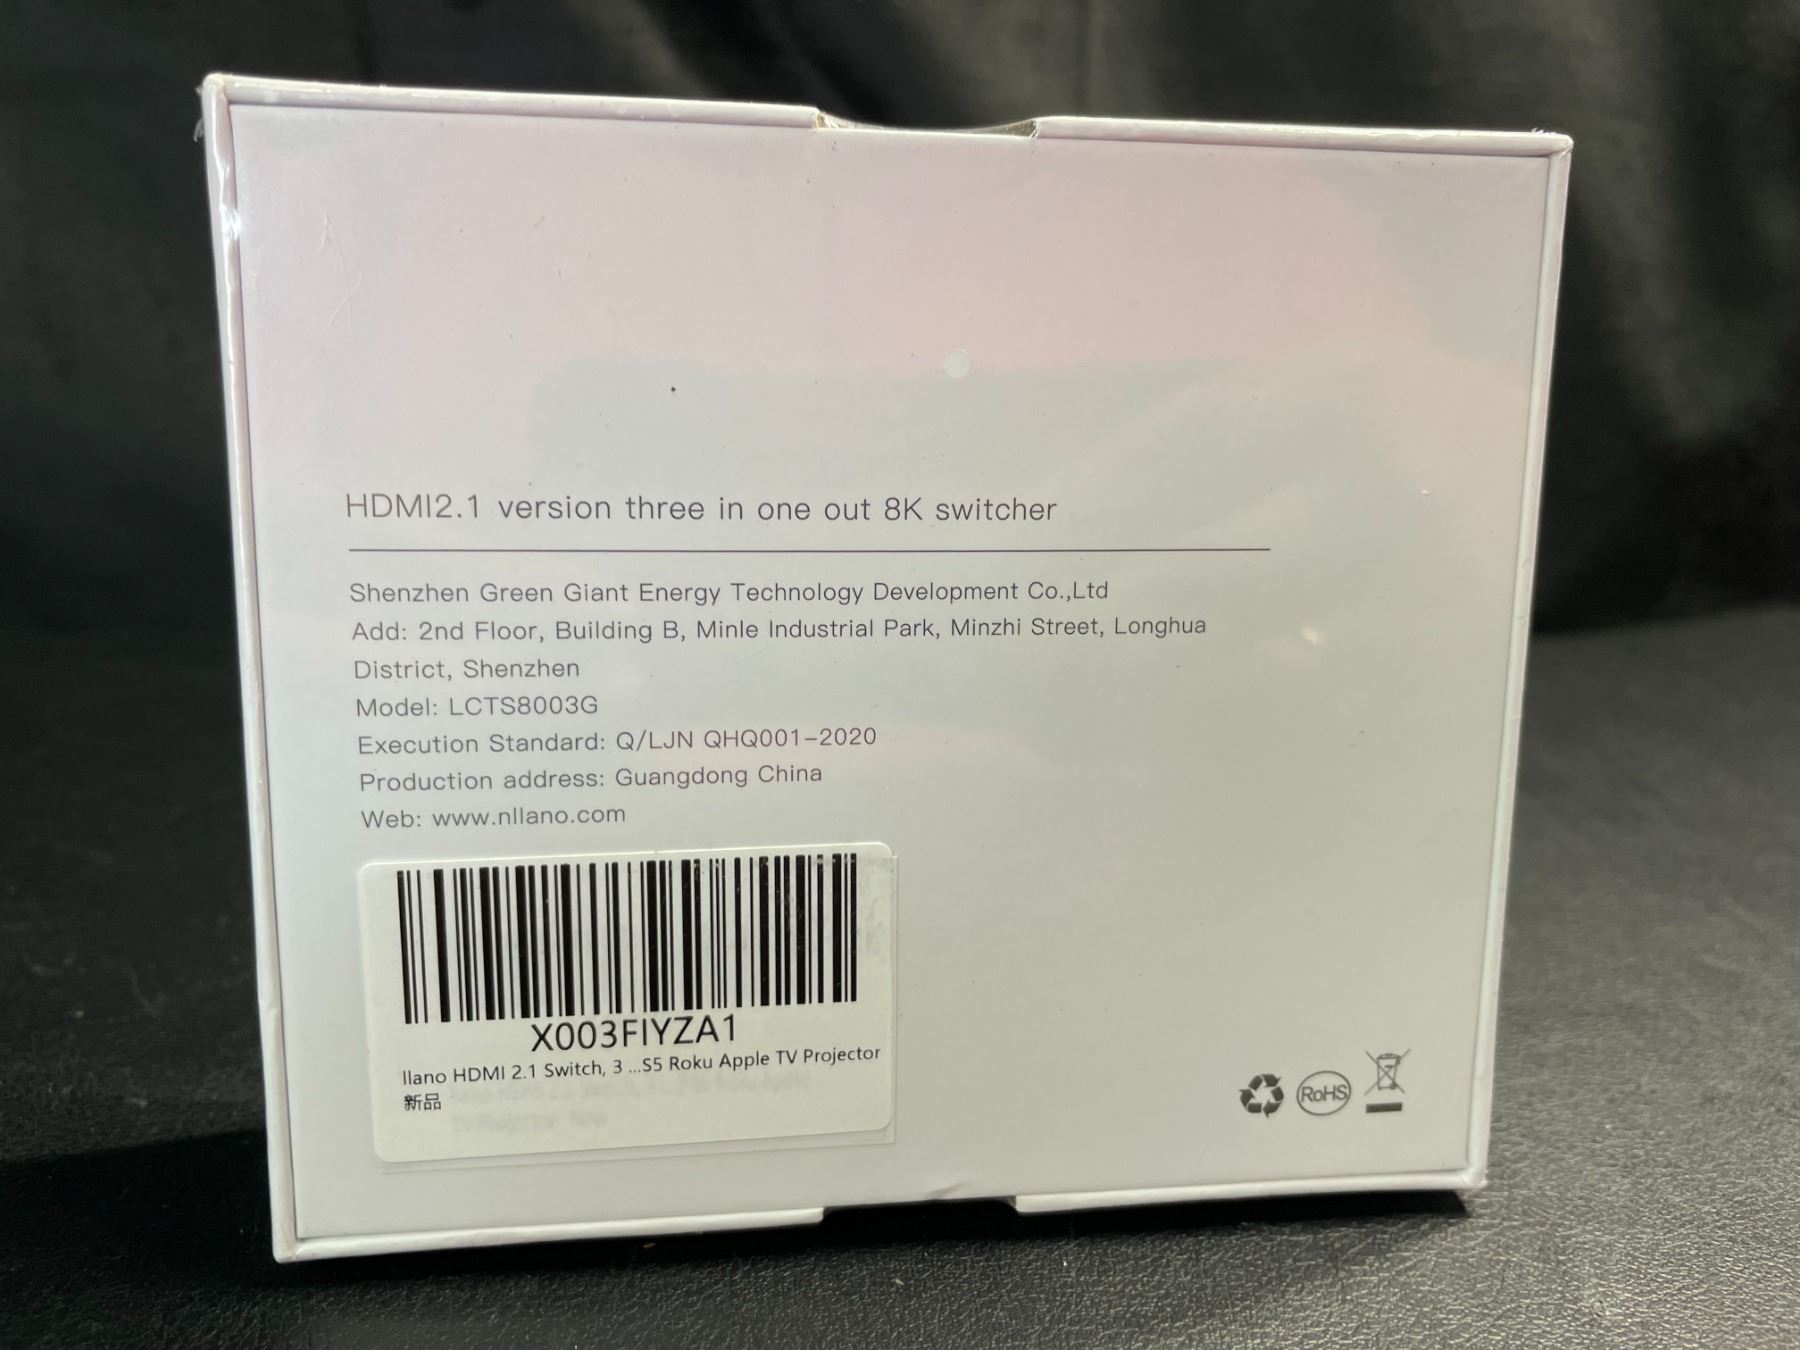 HDMI2.1 version three in one out 8K switcher
Shenzhen Green Giant Energy Technology Development Co.,Ltd
Add: 2nd Floor, Building B, Minle Industrial Park, Minzhi Street, Longhua
District, Shenzhen
Model: LCTS8003G
Execution Standard: Q/LJN QHQ001-2020
Production address: Guangdong China
Web: www.nllano.com
X003FIYZA1
llano HDMI 2.1 Switch, 3 ...S5 Roku Apple TV Projector
新品
RoHS